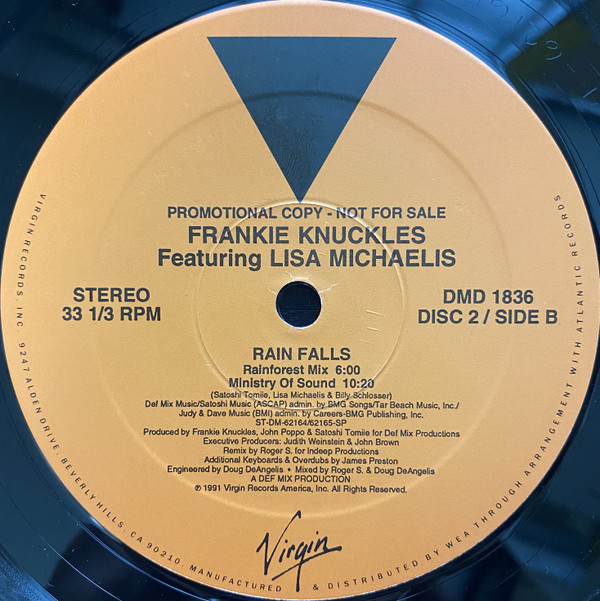 PROMOTIONAL COPY - NOT FOR SALE
FRANKIE KNUCKLES
Featuring LISA MICHAELIS
STEREO
33 1/3 RPM
DMD 1836
DISC 2 / SIDE B
RAIN FALLS
Rainforest Mix 6:00
Ministry Of Sound 10:20
(Satoshi Tomiie, Lisa Michaelis & Billy Schlosser)
Def Mix Music/Satoshi Music (ASCAP) admin. by BMG Songs/Tar Beach Music, Inc./
Judy & Dave Music (BMI) admin. by Careers-BMG Publishing, Inc.
ST-DM-62164/62165-SP
Produced by Frankie Knuckles, John Poppo & Satoshi Tomiie for Def Mix Productions
Executive Producers: Judith Weinstein & John Brown
Remix by Roger S. for Indeep Productions
Additional Keyboards & Overdubs by James Preston
Engineered by Doug DeAngelis • Mixed by Roger S. & Doug DeAngelis
A DEF MIX PRODUCTION
℗ 1991 Virgin Records America, Inc. All Rights Reserved.
Virgin
VIRGIN RECORDS, INC. 9247 ALDEN DRIVE, BEVERLY HILLS, CA 90210. MANUFACTURED & DISTRIBUTED BY WEA THROUGH ARRANGEMENT WITH ATLANTIC RECORDS